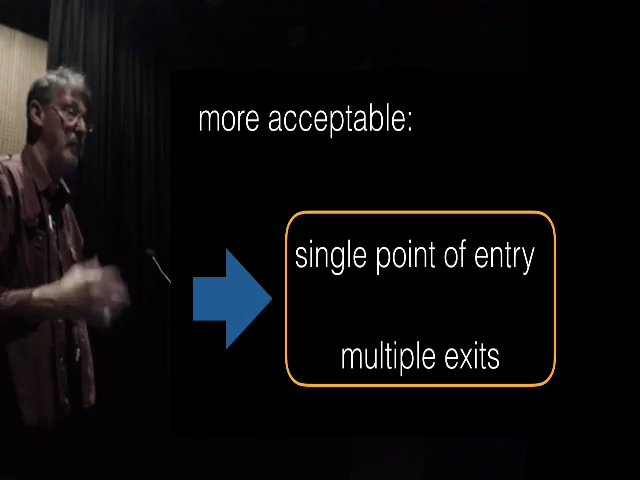 more acceptable:
single point of entry
multiple exits